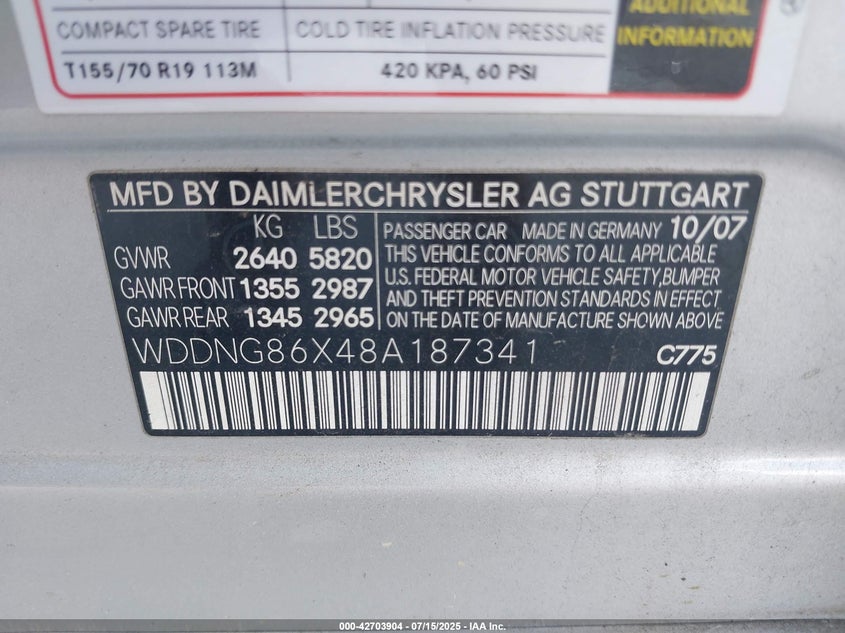 ADDITIONAL
COMPACT SPARE TIRE COLD TIRE INFLATION PRESSURE INFORMATION
T155/70 R19 113M 420 KPA, 60 PSI
MFD BY DAIMLERCHRYSLER AG STUTTGART
KG LBS
GVWR 2640 5820
GAWR FRONT 1355 2987
GAWR REAR 1345 2965
PASSENGER CAR MADE IN GERMANY 10/07
THIS VEHICLE CONFORMS TO ALL APPLICABLE
U.S. FEDERAL MOTOR VEHICLE SAFETY,BUMPER
AND THEFT PREVENTION STANDARDS IN EFFECT
ON THE DATE OF MANUFACTURE SHOWN ABOVE
WDDNG86X48A187341 C775
000-42703904 - 07/15/2025 - IAA Inc.